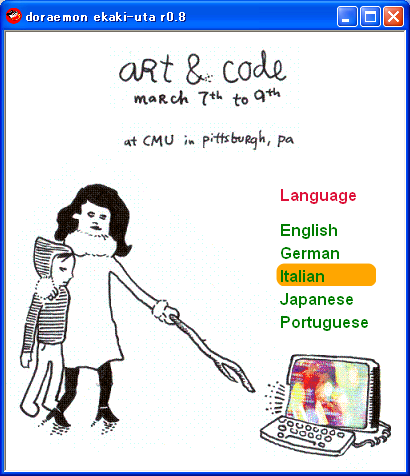 doraemon ekaki-uta r0.8
art & code
march 7th to 9th
at CMU in pittsburgh, pa
Language
English
German
Italian
Japanese
Portuguese